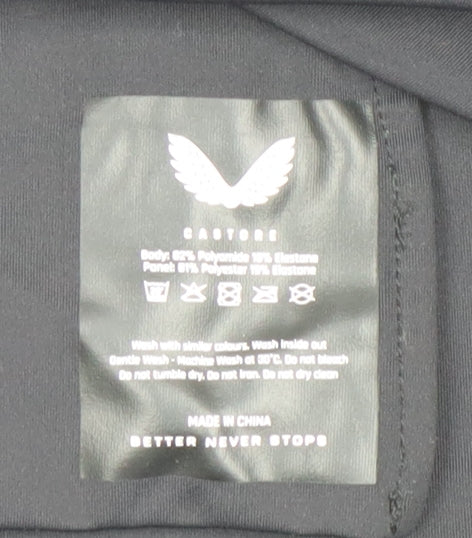 CASTORE
Body: 82% Polyamide 18% Elastane
Panel: 81% Polyester 19% Elastane
Wash with similar colours. Wash inside out
Gentle Wash - Machine Wash at 30°C. Do not bleach
Do not tumble dry. Do not iron. Do not dry clean
MADE IN CHINA
BETTER NEVER STOPS